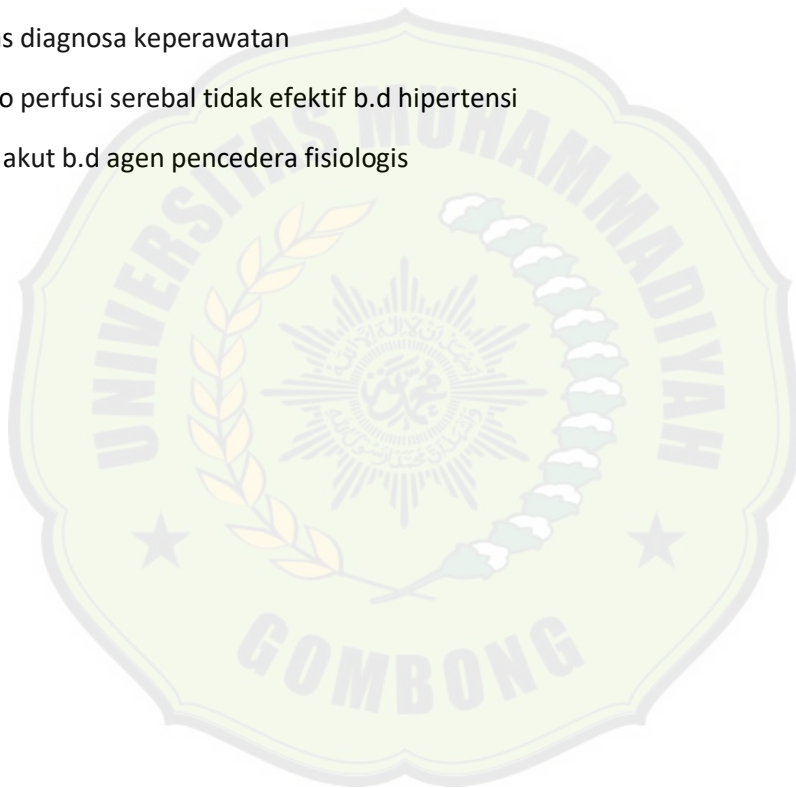 s diagnosa keperawatan
o perfusi serebal tidak efektif b.d hipertensi
akut b.d agen pencedera fisiologis
UNIVERSITAS MUHAMMADIYAH
GOMBONG